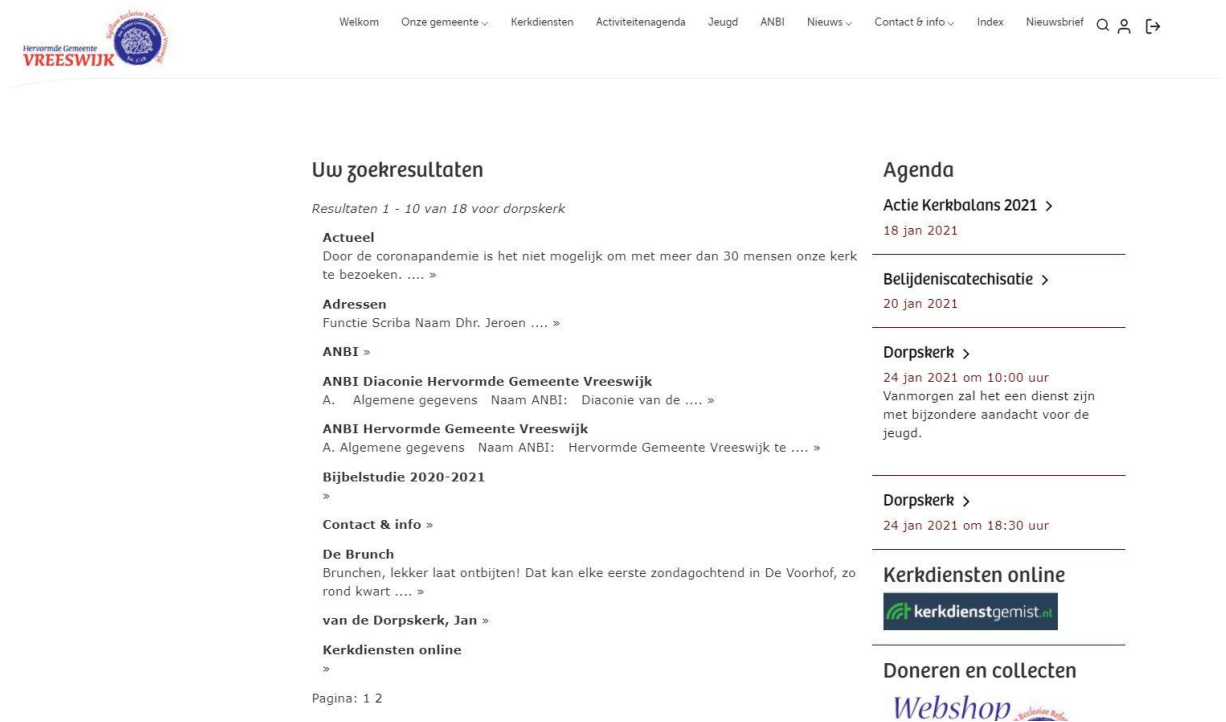 Hervormde Gemeente
VREESWIJK
Welkom Onze gemeente Kerkdiensten Activiteitenagenda Jeugd ANBI Nieuws Contact & info Index Nieuwsbrief
Uw zoekresultaten
Resultaten 1 - 10 van 18 voor dorpskerk
Actueel
Door de coronapandemie is het niet mogelijk om met meer dan 30 mensen onze kerk
te bezoeken. .... »
Adressen
Functie Scriba Naam Dhr. Jeroen .... »
ANBI »
ANBI Diaconie Hervormde Gemeente Vreeswijk
A. Algemene gegevens Naam ANBI: Diaconie van de .... »
ANBI Hervormde Gemeente Vreeswijk
A. Algemene gegevens Naam ANBI: Hervormde Gemeente Vreeswijk te .... »
Bijbelstudie 2020-2021
»
Contact & info »
De Brunch
Brunchen, lekker laat ontbijten! Dat kan elke eerste zondagochtend in De Voorhof, zo
rond kwart .... »
van de Dorpskerk, Jan »
Kerkdiensten online
»
Pagina: 1 2
Agenda
Actie Kerkbalans 2021
18 jan 2021
Belijdeniscatechisatie
20 jan 2021
Dorpskerk
24 jan 2021 om 10:00 uur
Vanmorgen zal het een dienst zijn
met bijzondere aandacht voor de
jeugd.
Dorpskerk
24 jan 2021 om 18:30 uur
Kerkdiensten online
kerkdienstgemist.nl
Doneren en collecten
Webshop